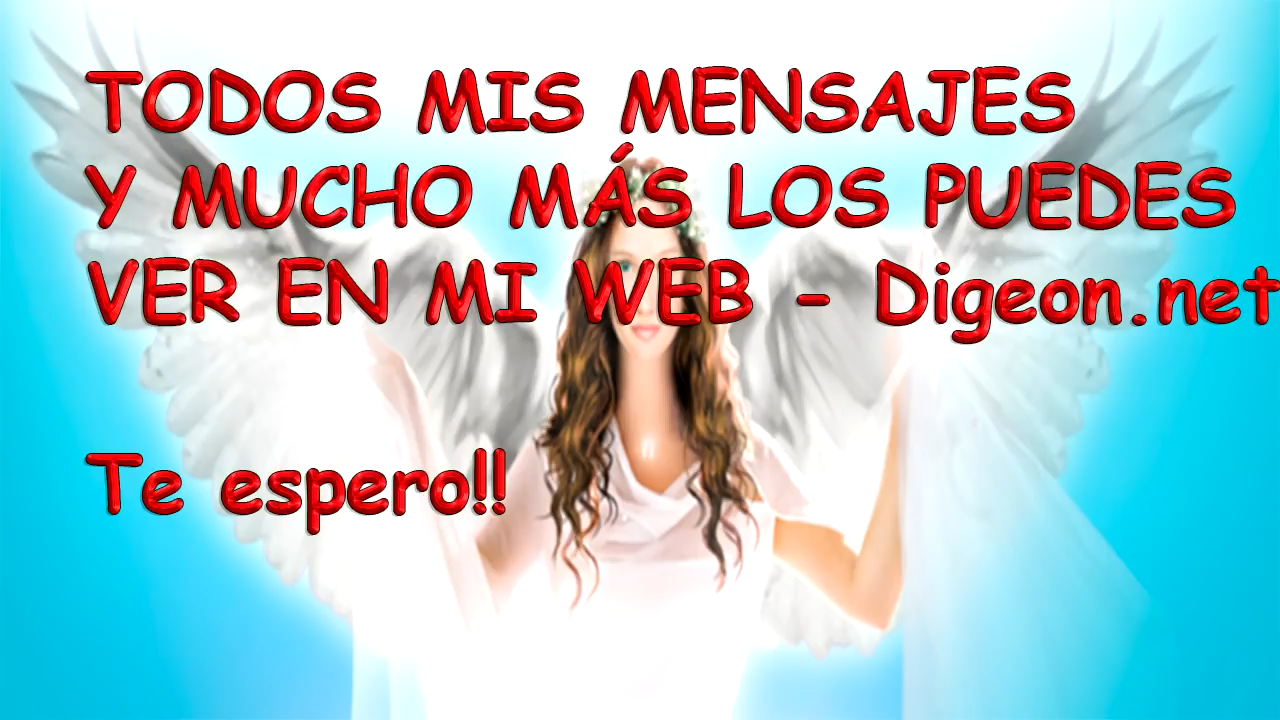 TODOS MIS MENSAJES
Y MUCHO MÁS LOS PUEDES
VER EN MI WEB - Digeon.net
Te espero!!